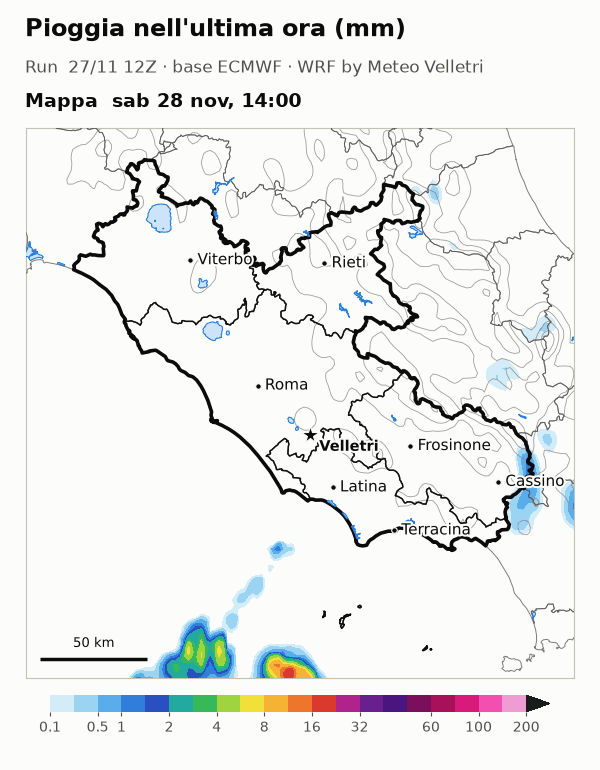 Pioggia nell'ultima ora (mm)
Run  27/11 12Z · base ECMWF · WRF by Meteo Velletri
Mappa  sab 28 nov, 14:00
Viterbo
Rieti
Roma
Velletri
Frosinone
Latina
Cassino
Terracina
50 km
0.1 0.5 1 2 4 8 16 32 60 100 200